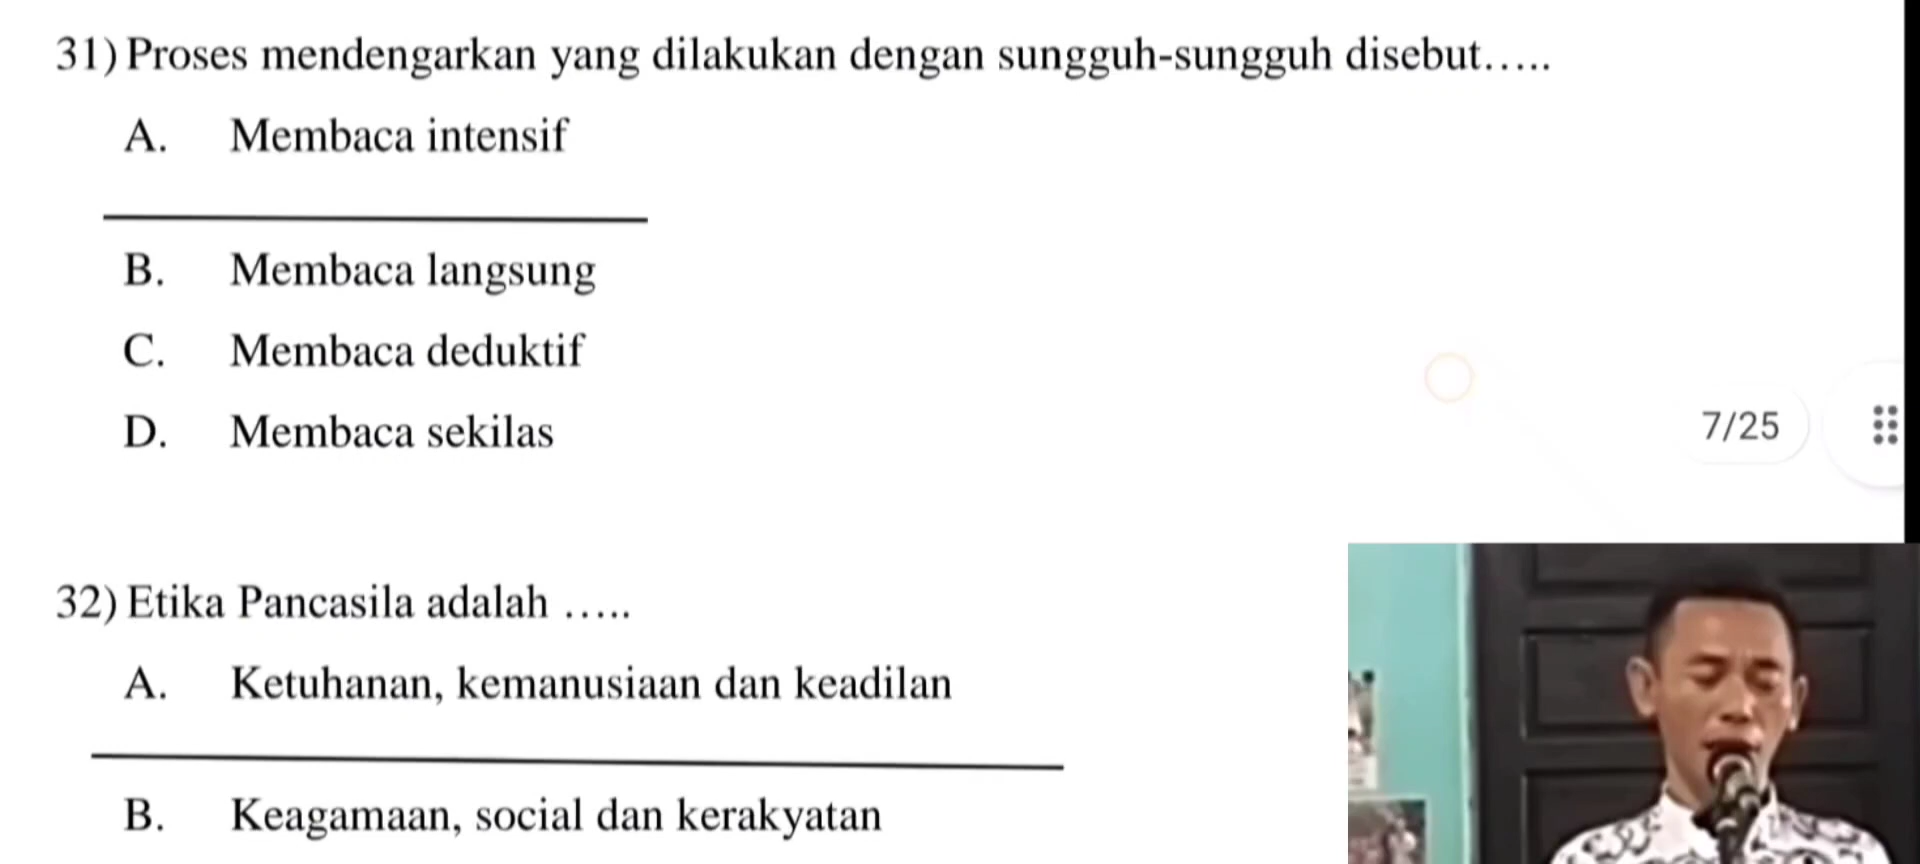 31) Proses mendengarkan yang dilakukan dengan sungguh-sungguh disebut.....
A. Membaca intensif
B. Membaca langsung
C. Membaca deduktif
D. Membaca sekilas
7/25
32) Etika Pancasila adalah .....
A. Ketuhanan, kemanusiaan dan keadilan
B. Keagamaan, social dan kerakyatan